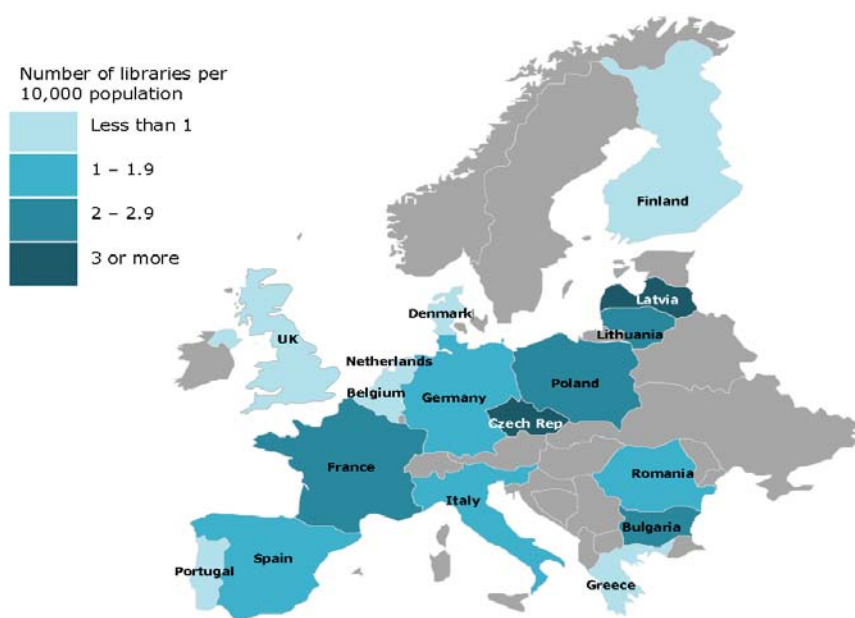 Number of libraries per
10,000 population
Less than 1
1 – 1.9
2 – 2.9
3 or more
Finland
Latvia
Denmark
Lithuania
UK
Netherlands
Belgium
Germany
Poland
Czech Rep
France
Romania
Italy
Bulgaria
Spain
Portugal
Greece